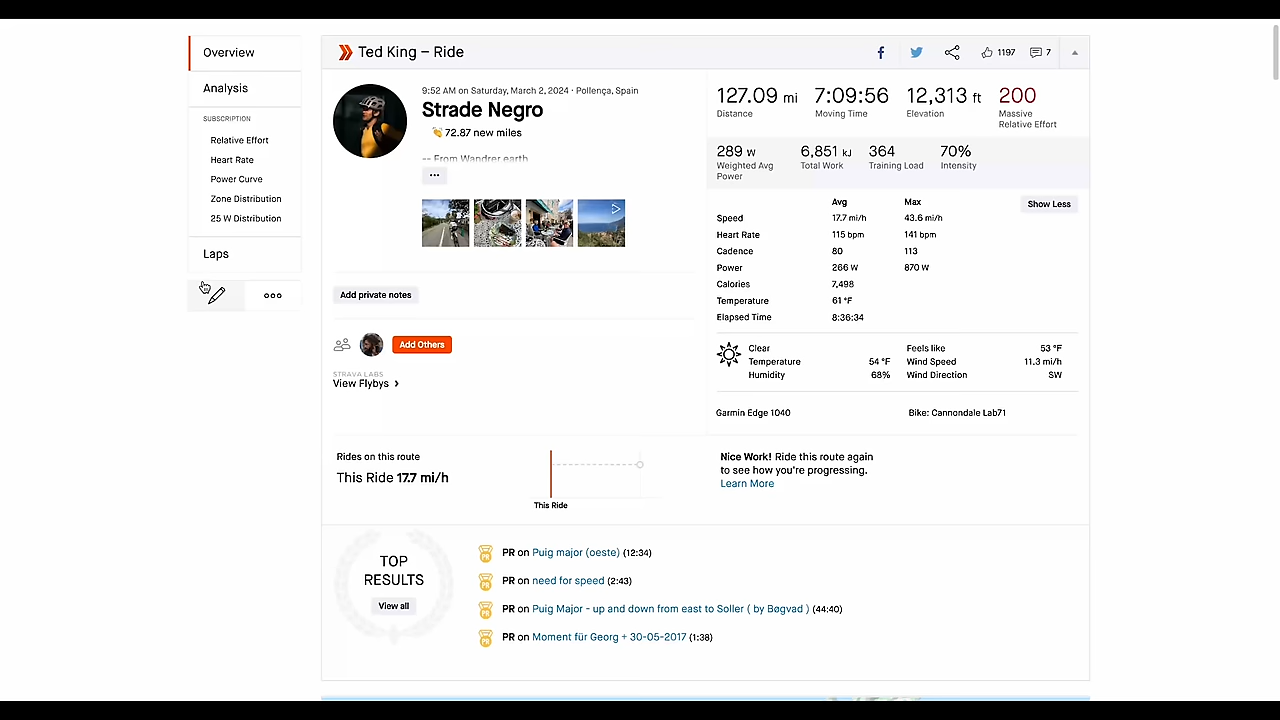 Overview
Analysis
SUBSCRIPTION
Relative Effort
Heart Rate
Power Curve
Zone Distribution
25 W Distribution
Laps
Ted King – Ride
1197
7
9:52 AM on Saturday, March 2, 2024 · Pollença, Spain
Strade Negro
👏 72.87 new miles
-- From Wandrer.earth
Add private notes
Add Others
STRAVA LABS
View Flybys
127.09 mi 7:09:56 12,313 ft 200
Distance Moving Time Elevation Massive Relative Effort
289 W 6,851 kJ 364 70%
Weighted Avg Power Total Work Training Load Intensity
Avg Max
Show Less
Speed 17.7 mi/h 43.6 mi/h
Heart Rate 115 bpm 141 bpm
Cadence 80 113
Power 266 W 870 W
Calories 7,498
Temperature 61 °F
Elapsed Time 8:36:34
Clear Feels like 53 °F
Temperature 54 °F Wind Speed 11.3 mi/h
Humidity 68% Wind Direction SW
Garmin Edge 1040 Bike: Cannondale Lab71
Rides on this route
This Ride 17.7 mi/h
This Ride
Nice Work! Ride this route again
to see how you're progressing.
Learn More
TOP
RESULTS
View all
PR on Puig major (oeste) (12:34)
PR on need for speed (2:43)
PR on Puig Major - up and down from east to Soller ( by Bøgvad ) (44:40)
PR on Moment für Georg + 30-05-2017 (1:38)